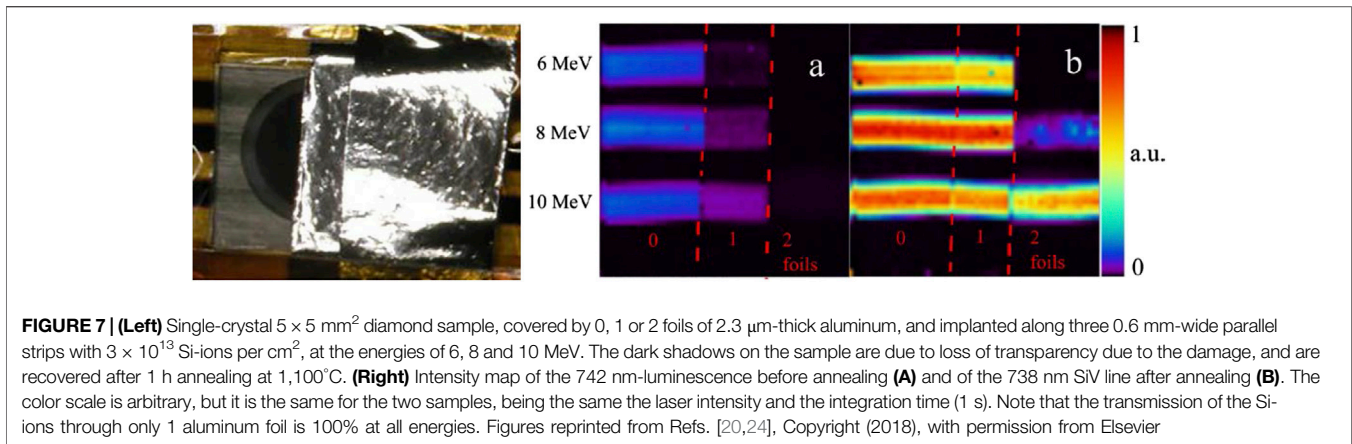 6 MeV
8 MeV
10 MeV
a
b
0
1
2
foils
0
1
2
foils
1
a.u.
0
FIGURE 7 | (Left) Single-crystal 5 × 5 mm² diamond sample, covered by 0, 1 or 2 foils of 2.3 μm-thick aluminum, and implanted along three 0.6 mm-wide parallel
strips with 3 × 10¹³ Si-ions per cm², at the energies of 6, 8 and 10 MeV. The dark shadows on the sample are due to loss of transparency due to the damage, and are
recovered after 1 h annealing at 1,100°C. (Right) Intensity map of the 742 nm-luminescence before annealing (A) and of the 738 nm SiV line after annealing (B). The
color scale is arbitrary, but it is the same for the two samples, being the same the laser intensity and the integration time (1 s). Note that the transmission of the Si-
ions through only 1 aluminum foil is 100% at all energies. Figures reprinted from Refs. [20,24], Copyright (2018), with permission from Elsevier